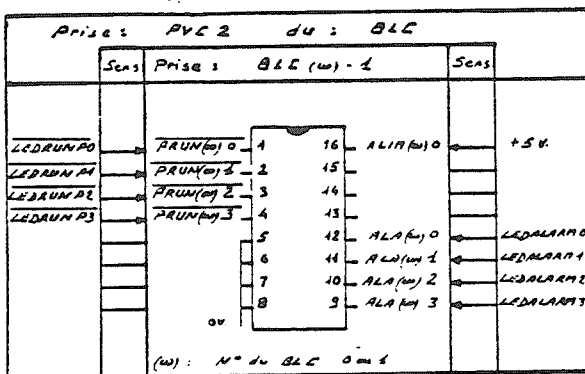 Prise : PVC 2 du : BLC
Sens Prise : BLC (ω) - 1 Sens
LEDRUNP0 PRUN(ω) 0 1 16 ALIM(ω) 0 +5 V.
LEDRUNP1 PRUN(ω) 1 2 15
LEDRUNP2 PRUN(ω) 2 3 14
LEDRUNP3 PRUN(ω) 3 4 13
5 12 ALA(ω) 0 LEDALARM0
6 11 ALA(ω) 1 LEDALARM1
7 10 ALA(ω) 2 LEDALARM2
8 9 ALA(ω) 3 LEDALARM3
0V.
(ω) : N° du BLC 0 ou 1